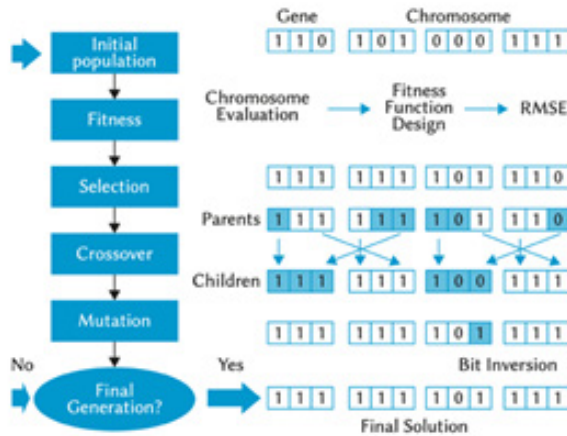 Gene Chromosome
Initial population
1 1 0 1 0 1 0 0 0 1 1 1
Fitness
Chromosome Evaluation
Fitness Function Design
RMSE
Selection
1 1 1 1 1 1 1 0 1 1 1 0
Parents 1 1 1 1 1 1 1 0 1 1 1 0
Crossover
Children 1 1 1 1 1 1 1 0 0 1 1 1
Mutation
1 1 1 1 1 1 1 0 1 1 1 1
No
Yes
Bit Inversion
Final Generation?
1 1 1 1 1 1 1 0 1 1 1 1
Final Solution